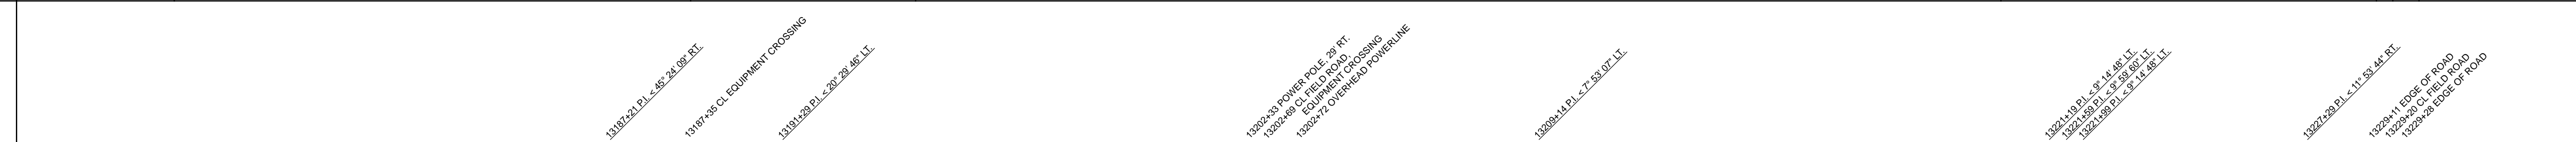 13187+21 P.I. < 45° 24' 09" RT.
13187+35 CL EQUIPMENT CROSSING
13191+29 P.I. < 20° 29' 46" LT.
13202+33 POWER POLE, 29' RT.
13202+69 CL FIELD ROAD,
EQUIPMENT CROSSING
13202+72 OVERHEAD POWERLINE
13209+14 P.I. < 7° 53' 07" LT.
13221+19 P.I. < 9° 14' 48" LT.
13221+59 P.I. < 9° 59' 60" LT.
13221+99 P.I. < 9° 14' 48" LT.
13227+29 P.I. < 11° 53' 44" RT.
13229+11 EDGE OF ROAD
13229+20 CL FIELD ROAD
13229+28 EDGE OF ROAD